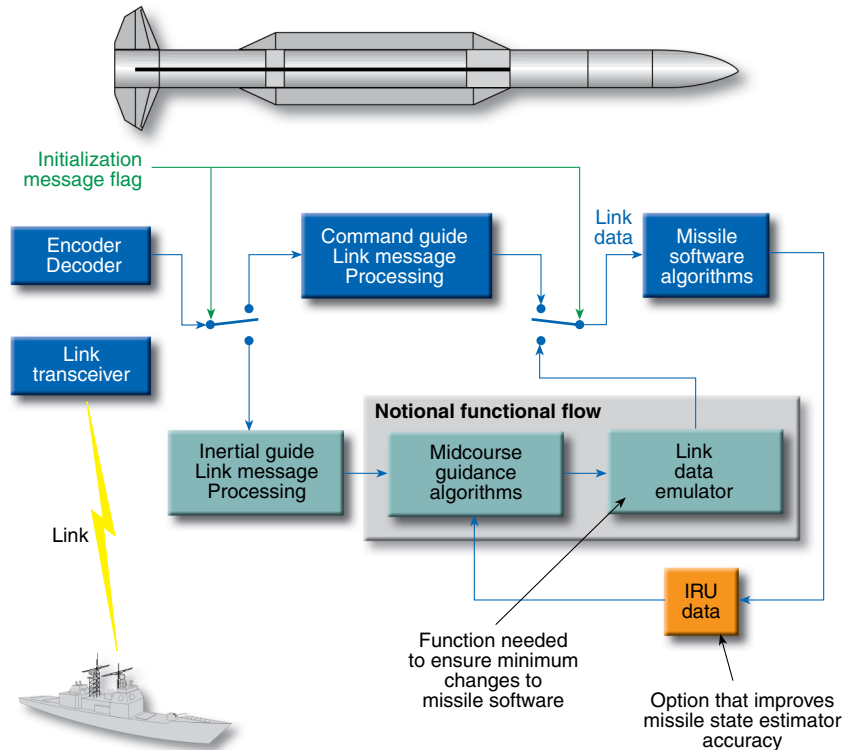 Initialization
message flag
Encoder
Decoder
Command guide
Link message
Processing
Link
data
Missile
software
algorithms
Link
transceiver
Notional functional flow
Inertial guide
Link message
Processing
Midcourse
guidance
algorithms
Link
data
emulator
Link
IRU
data
Function needed
to ensure minimum
changes to
missile software
Option that improves
missile state estimator
accuracy